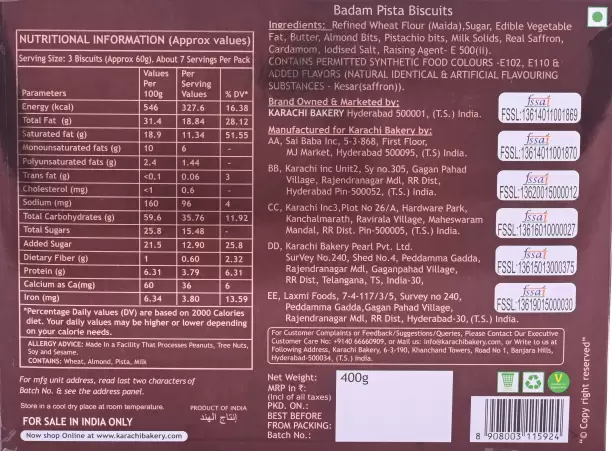 Badam Pista Biscuits
NUTRITIONAL INFORMATION (Approx values)
Serving Size: 3 Biscuits (Approx 60g). About 7 Servings Per Pack
Parameters Values Per 100g Per Serving Values % DV*
Energy (kcal) 546 327.6 16.38
Total Fat (g) 31.4 18.84 28.12
Saturated fat (g) 18.9 11.34 51.55
Monounsaturated fats (g) 10 6 -
Polyunsaturated fats (g) 2.4 1.44 -
Trans fat (g) <0.1 0.06 3
Cholesterol (mg) <1 0.6 -
Sodium (mg) 160 96 4
Total Carbohydrates (g) 59.6 35.76 11.92
Total Sugars 25.8 15.48 -
Added Sugar 21.5 12.90 25.8
Dietary Fiber (g) 1 0.60 2.32
Protein (g) 6.31 3.79 6.31
Calcium as Ca(mg) 60 36 6
Iron (mg) 6.34 3.80 13.59
*Percentage Daily values (DV) are based on 2000 Calories
diet. Your daily values may be higher or lower depending
on your calorie needs.
ALLERGY ADVICE: Made In a Facility That Processes Peanuts, Tree Nuts,
Soy and Sesame.
CONTAINS: Wheat, Almond, Pista, Milk
For mfg unit address, read last two characters of
Batch No. & see the address panel.
Store in a cool dry place at room temperature.
PRODUCT OF INDIA
إنتاج الهند
FOR SALE IN INDIA ONLY
Now shop Online at www.karachibakery.com
Ingredients: Refined Wheat Flour (Maida),Sugar, Edible Vegetable
Fat, Butter, Almond Bits, Pistachio bits, Milk Solids, Real Saffron,
Cardamom, Iodised Salt, Raising Agent- E 500(ii).
CONTAINS PERMITTED SYNTHETIC FOOD COLOURS -E102, E110 &
ADDED FLAVORS (NATURAL IDENTICAL & ARTIFICIAL FLAVOURING
SUBSTANCES - Kesar(saffron)).
Brand Owned & Marketed by:
KARACHI BAKERY Hyderabad 500001, (T.S.) India.
fssai
FSSL:13614011001869
Manufactured for Karachi Bakery by:
AA, Sai Baba Inc, 5-3-868, First Floor,
MJ Market, Hyderabad 500095, (T.S) India.
fssai
FSSL:13614011001870
BB, Karachi inc Unit2, Sy no.305, Gagan Pahad
Village, Rajendranagar Mdl, RR Dist,
Hyderabad Pin-500052, (T.S.) India.
fssai
FSSL:13620015000012
CC, Karachi Inc3,Plot No 26/A, Hardware Park,
Kanchalmarath, Ravirala Village, Maheswaram
Mandal, RR Dist. Pin-500005, (T.S.) India.
fssai
FSSL:13616010000027
DD, Karachi Bakery Pearl Pvt. Ltd.
SurVey No.240, Shed No.4, Peddamma Gadda,
Rajendranagar Mdl, Gaganpahad Village,
RR Dist, Telangana, TS, India-30,
fssai
FSSL:13615013000375
EE, Laxmi Foods, 7-4-117/3/5, Survey no 240,
Peddamma Gadda,Gagan Pahad Village,
Rajendranagar Mdl, RR Dist, Hyderabad-30,(T.S.) India.
fssai
FSSL:13619015000030
For Customer Complaints or Feedback/Suggestions/Queries, Please Contact Our Executive
Customer Care No: +9140 66660909, or Mail us: info@karachibakery.com, or Write to us at
Following Address, Karachi Bakery, 6-3-190, Khanchand Towers, Road No 1, Banjara Hills,
Hyderabad-500034, (T.S.) India.
Net Weight: 400g
MRP in ₹:
(Incl of all taxes)
PKD. ON.:
BEST BEFORE
FROM PACKING:
Batch No.:
8 908003 115924
"© Copy right reserved"